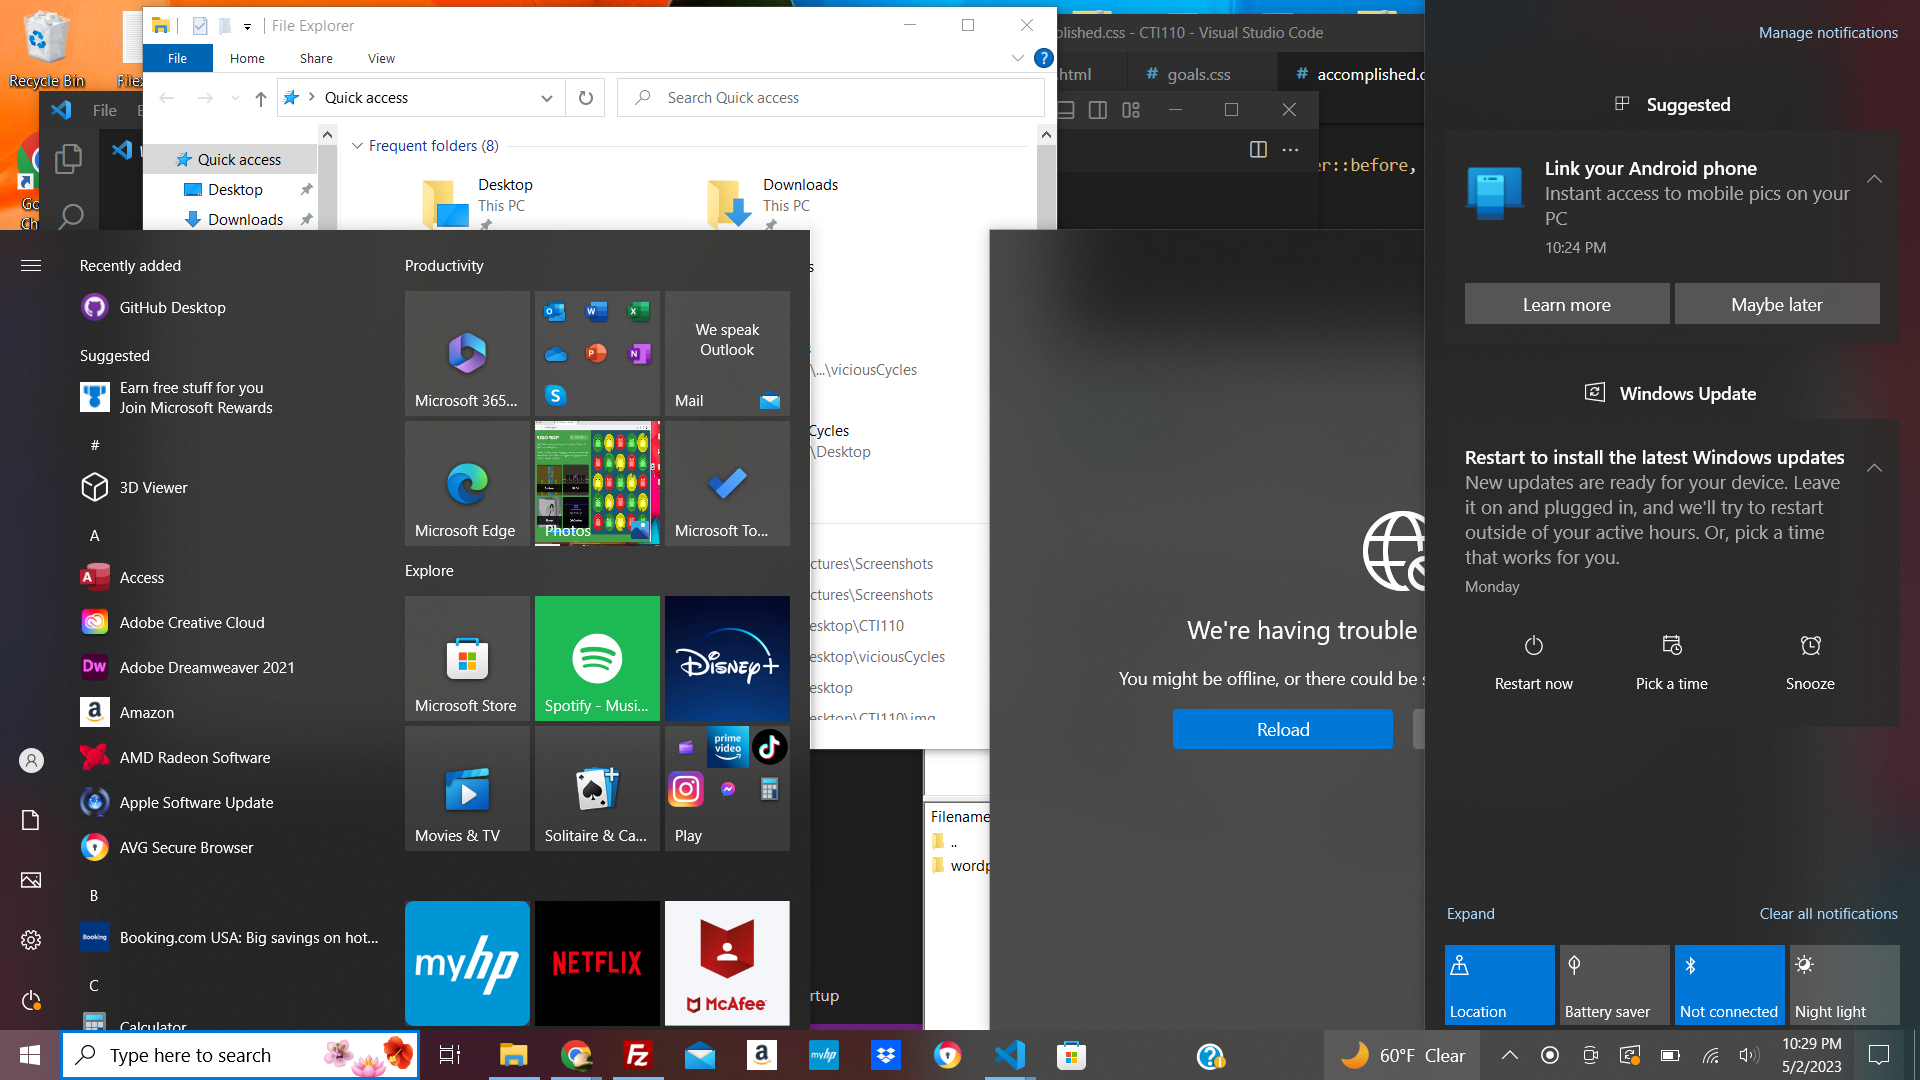 Recycle Bin
File Explorer
File
Home
Share
View
Quick access
Search Quick access
Quick access
Desktop
Downloads
Frequent folders (8)
Desktop
This PC
Downloads
This PC
\...\viciousCycles
Cycles
\Desktop
ctures\Screenshots
ctures\Screenshots
esktop\CTI110
esktop\viciousCycles
esktop
esktop\CTI110\img
File
plished.css - CTI110 - Visual Studio Code
html
# goals.css
# accomplished.c
er::before,
Recently added
GitHub Desktop
Suggested
Earn free stuff for you
Join Microsoft Rewards
#
3D Viewer
A
Access
Adobe Creative Cloud
Adobe Dreamweaver 2021
Amazon
AMD Radeon Software
Apple Software Update
AVG Secure Browser
B
Booking.com USA: Big savings on hot...
C
Calculator
Productivity
Microsoft 365...
We speak
Outlook
Mail
Microsoft Edge
Photos
Microsoft To...
Explore
Microsoft Store
Spotify - Musi...
Disney+
Movies & TV
Solitaire & Ca...
prime
video
Play
myhp
NETFLIX
McAfee
rtup
Filename
..
wordp
We're having trouble
You might be offline, or there could be s
Reload
Manage notifications
Suggested
Link your Android phone
Instant access to mobile pics on your
PC
10:24 PM
Learn more
Maybe later
Windows Update
Restart to install the latest Windows updates
New updates are ready for your device. Leave
it on and plugged in, and we'll try to restart
outside of your active hours. Or, pick a time
that works for you.
Monday
Restart now
Pick a time
Snooze
Expand
Clear all notifications
Location
Battery saver
Not connected
Night light
Type here to search
60°F Clear
10:29 PM
5/2/2023